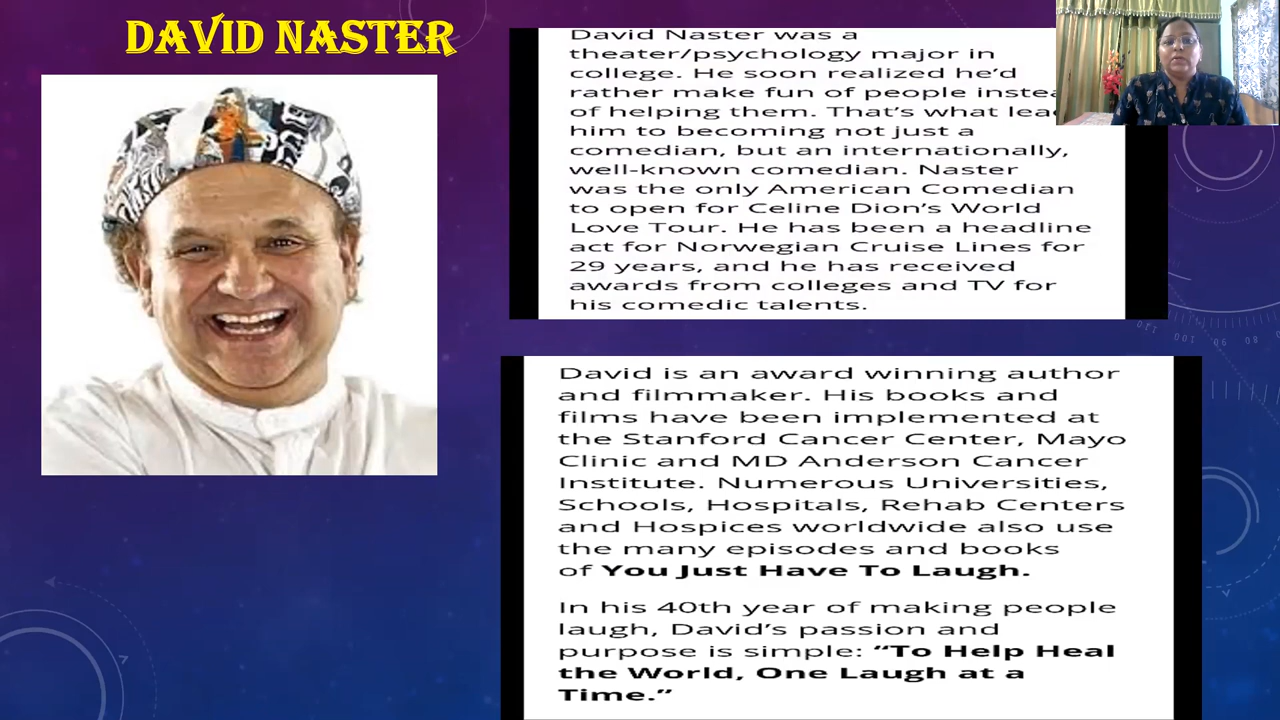 DAVID NASTER
David Naster was a
theater/psychology major in
college. He soon realized he’d
rather make fun of people
of helping them. That’s what
him to becoming not just a
comedian, but an internationally,
well-known comedian. Naster
was the only American Comedian
to open for Celine Dion’s World
Love Tour. He has been a headline
act for Norwegian Cruise Lines for
29 years, and he has received
awards from colleges and TV for
his comedic talents.
David is an award winning author
and filmmaker. His books and
films have been implemented at
the Stanford Cancer Center, Mayo
Clinic and MD Anderson Cancer
Institute. Numerous Universities,
Schools, Hospitals, Rehab Centers
and Hospices worldwide also use
the many episodes and books
of You Just Have To Laugh.
In his 40th year of making people
laugh, David’s passion and
purpose is simple: “To Help Heal
the World, One Laugh at a
Time.”